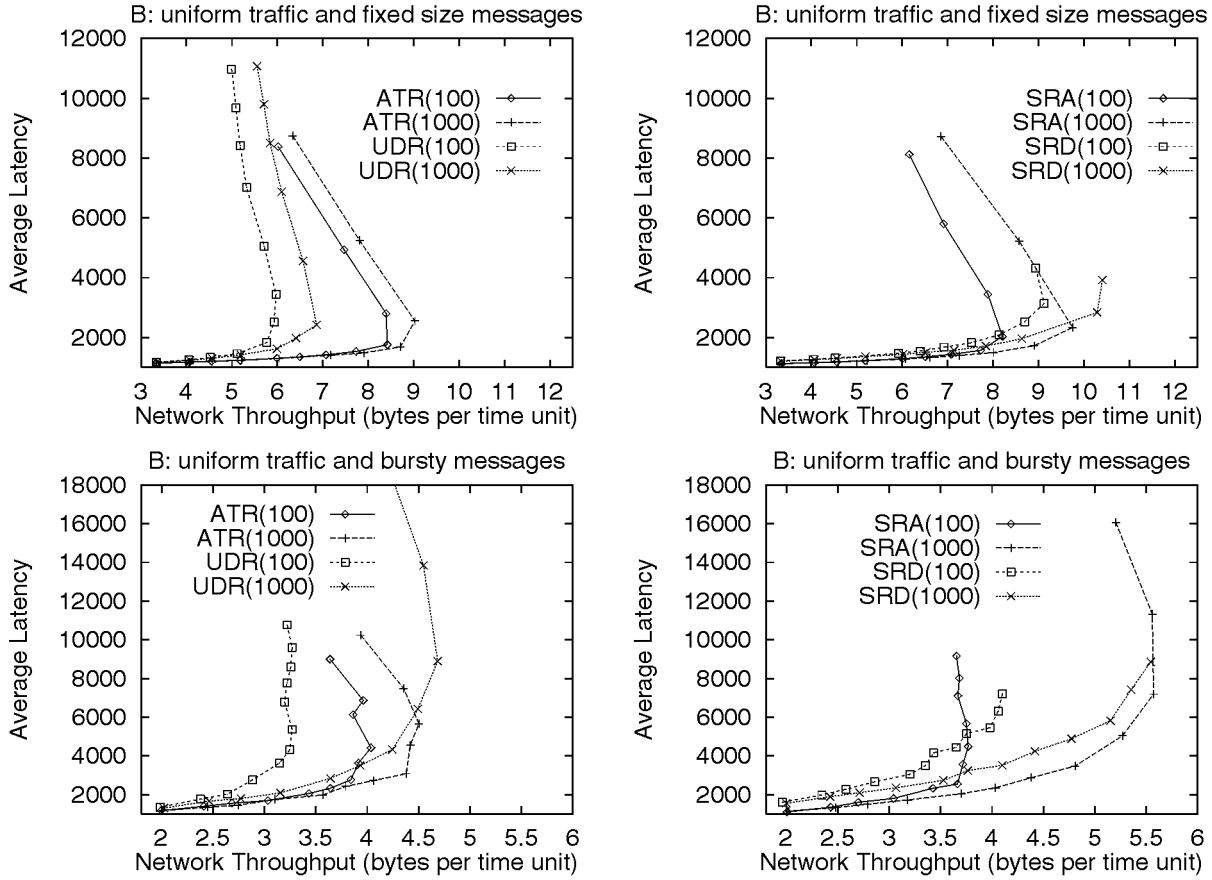 B: uniform traffic and fixed size messages
12000
10000
8000
6000
4000
2000
Average Latency
ATR(100)
ATR(1000)
UDR(100)
UDR(1000)
3 4 5 6 7 8 9 10 11 12
Network Throughput (bytes per time unit)
B: uniform traffic and fixed size messages
12000
10000
8000
6000
4000
2000
Average Latency
SRA(100)
SRA(1000)
SRD(100)
SRD(1000)
3 4 5 6 7 8 9 10 11 12
Network Throughput (bytes per time unit)
B: uniform traffic and bursty messages
18000
16000
14000
12000
10000
8000
6000
4000
2000
Average Latency
ATR(100)
ATR(1000)
UDR(100)
UDR(1000)
2 2.5 3 3.5 4 4.5 5 5.5 6
Network Throughput (bytes per time unit)
B: uniform traffic and bursty messages
18000
16000
14000
12000
10000
8000
6000
4000
2000
Average Latency
SRA(100)
SRA(1000)
SRD(100)
SRD(1000)
2 2.5 3 3.5 4 4.5 5 5.5 6
Network Throughput (bytes per time unit)